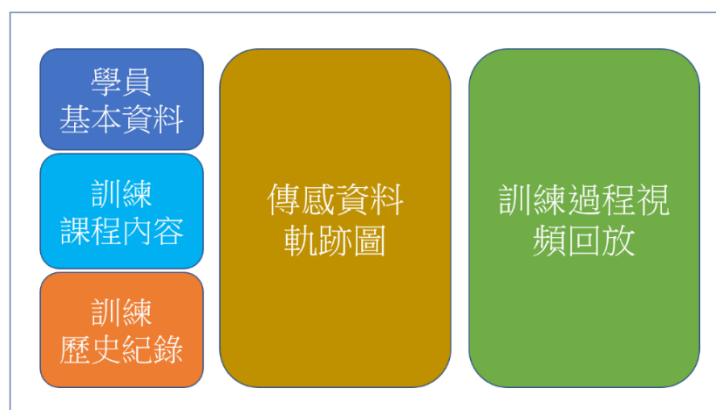 學員
基本資料
訓練
課程內容
訓練
歷史紀錄
傳感資料
軌跡圖
訓練過程視
頻回放